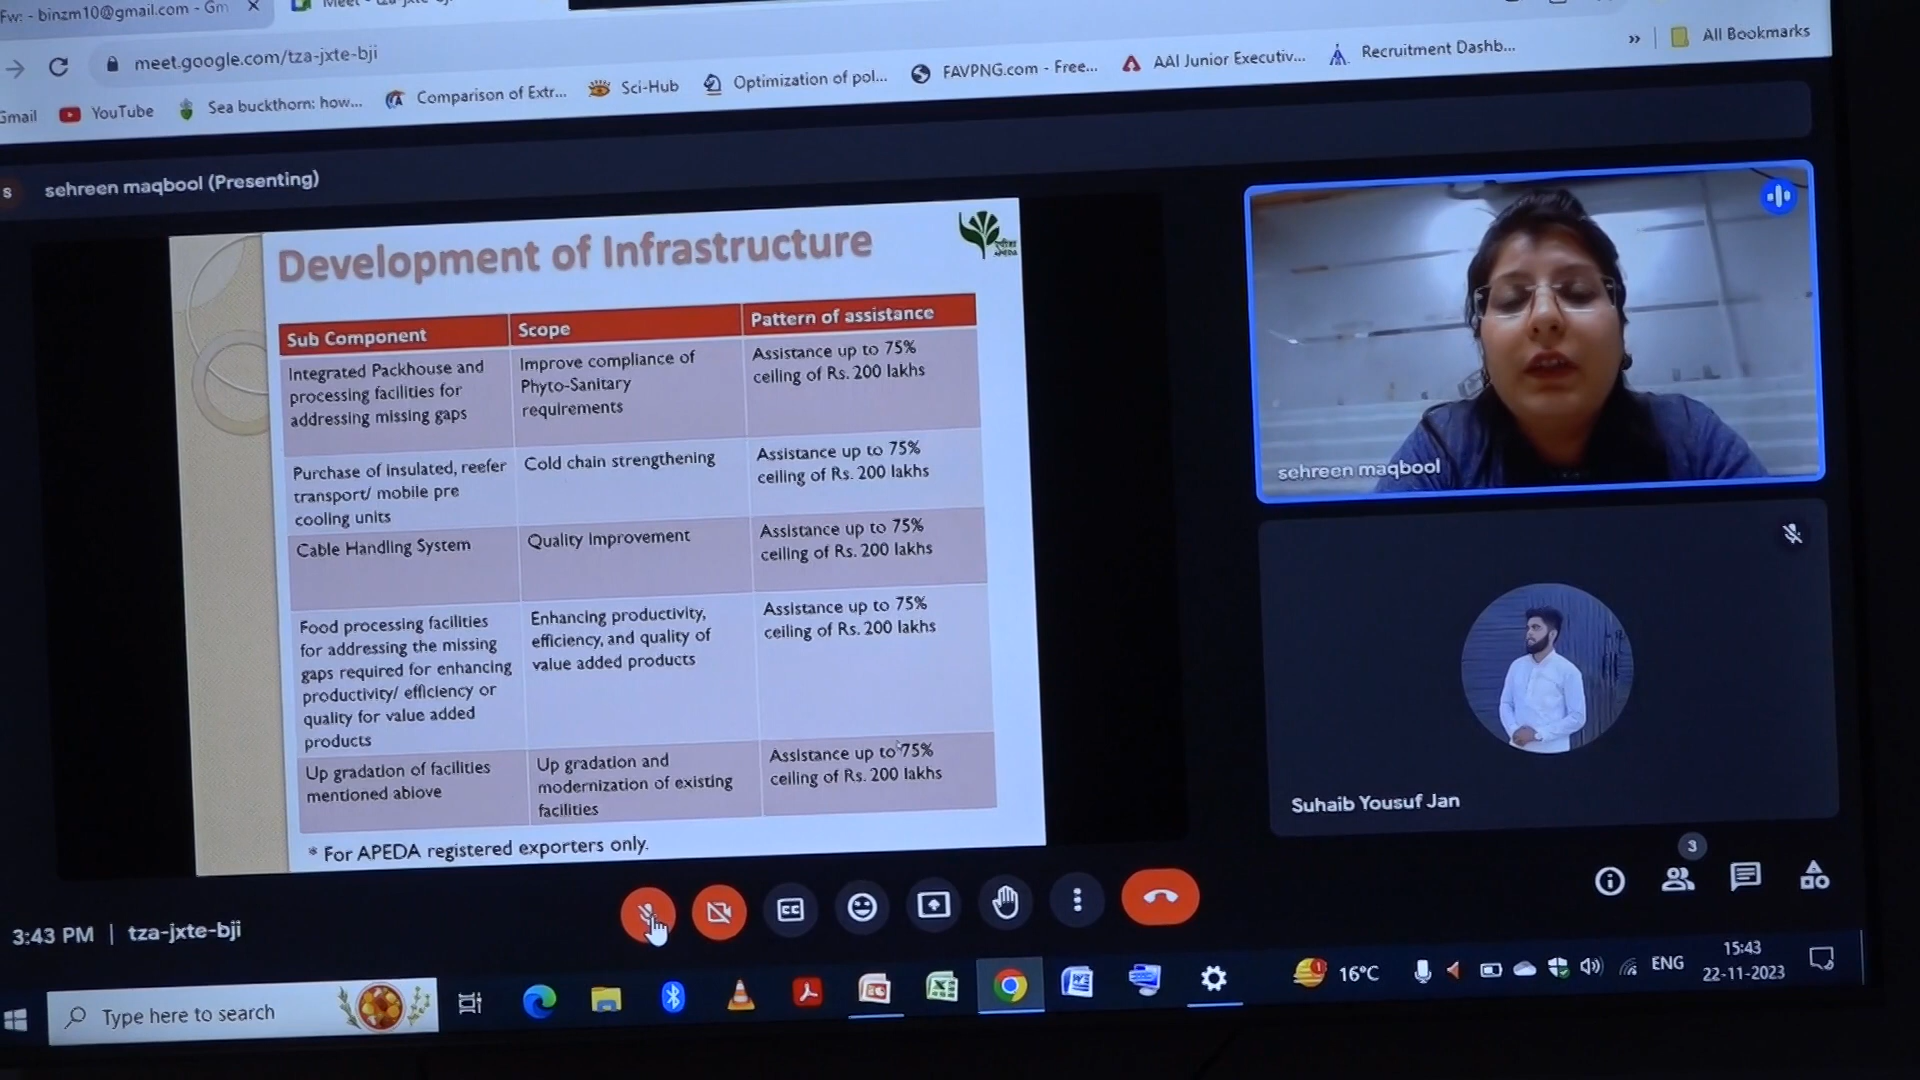 Fw: - binzm10@gmail.com - Gm
meet.google.com/tza-jxte-bji
All Bookmarks
Gmail
YouTube
Sea buckthorn: how...
Comparison of Extr...
Sci-Hub
Optimization of pol...
FAVPNG.com - Free...
AAI Junior Executiv...
Recruitment Dashb...
s
sehreen maqbool (Presenting)
Development of Infrastructure
एपीडा
APEDA
Sub Component
Scope
Pattern of assistance
Integrated Packhouse and
processing facilities for
addressing missing gaps
Improve compliance of
Phyto-Sanitary
requirements
Assistance up to 75%
ceiling of Rs. 200 lakhs
Purchase of insulated, reefer
transport/ mobile pre
cooling units
Cold chain strengthening
Assistance up to 75%
ceiling of Rs. 200 lakhs
Cable Handling System
Quality Improvement
Assistance up to 75%
ceiling of Rs. 200 lakhs
Food processing facilities
for addressing the missing
gaps required for enhancing
productivity/ efficiency or
quality for value added
products
Enhancing productivity,
efficiency, and quality of
value added products
Assistance up to 75%
ceiling of Rs. 200 lakhs
Up gradation of facilities
mentioned abiove
Up gradation and
modernization of existing
facilities
Assistance up to 75%
ceiling of Rs. 200 lakhs
* For APEDA registered exporters only.
sehreen maqbool
Suhaib Yousuf Jan
3
3:43 PM | tza-jxte-bji
CC
Type here to search
1
16°C
ENG
15:43
22-11-2023